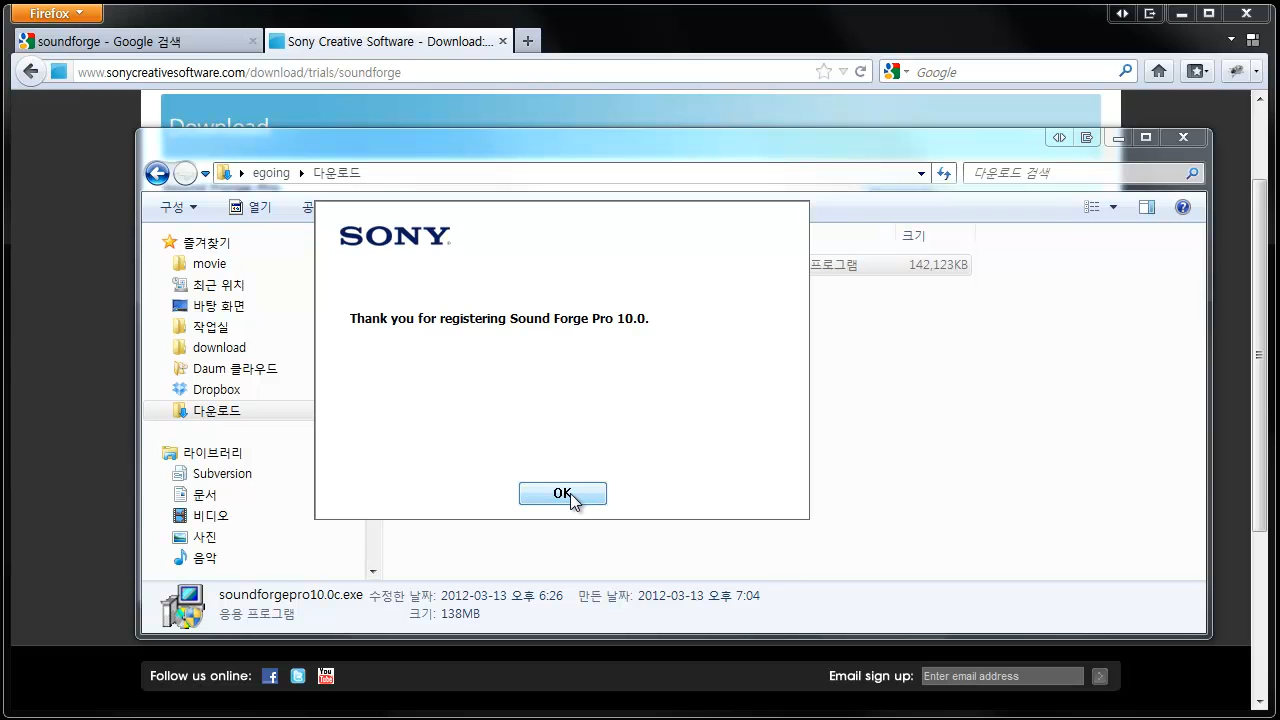 Firefox
soundforge - Google 검색
Sony Creative Software - Download:...
www.sonycreativesoftware.com/download/trials/soundforge
Google
Download
egoing
다운로드
다운로드 검색
구성
열기
공
즐겨찾기
movie
최근 위치
바탕 화면
작업실
download
Daum 클라우드
Dropbox
다운로드
라이브러리
Subversion
문서
비디오
사진
음악
크기
프로그램
142,123KB
SONY
Thank you for registering Sound Forge Pro 10.0.
OK
soundforgepro10.0c.exe 수정한 날짜: 2012-03-13 오후 6:26 만든 날짜: 2012-03-13 오후 7:04
응용 프로그램 크기: 138MB
Follow us online:
You Tube
Email sign up:
Enter email address